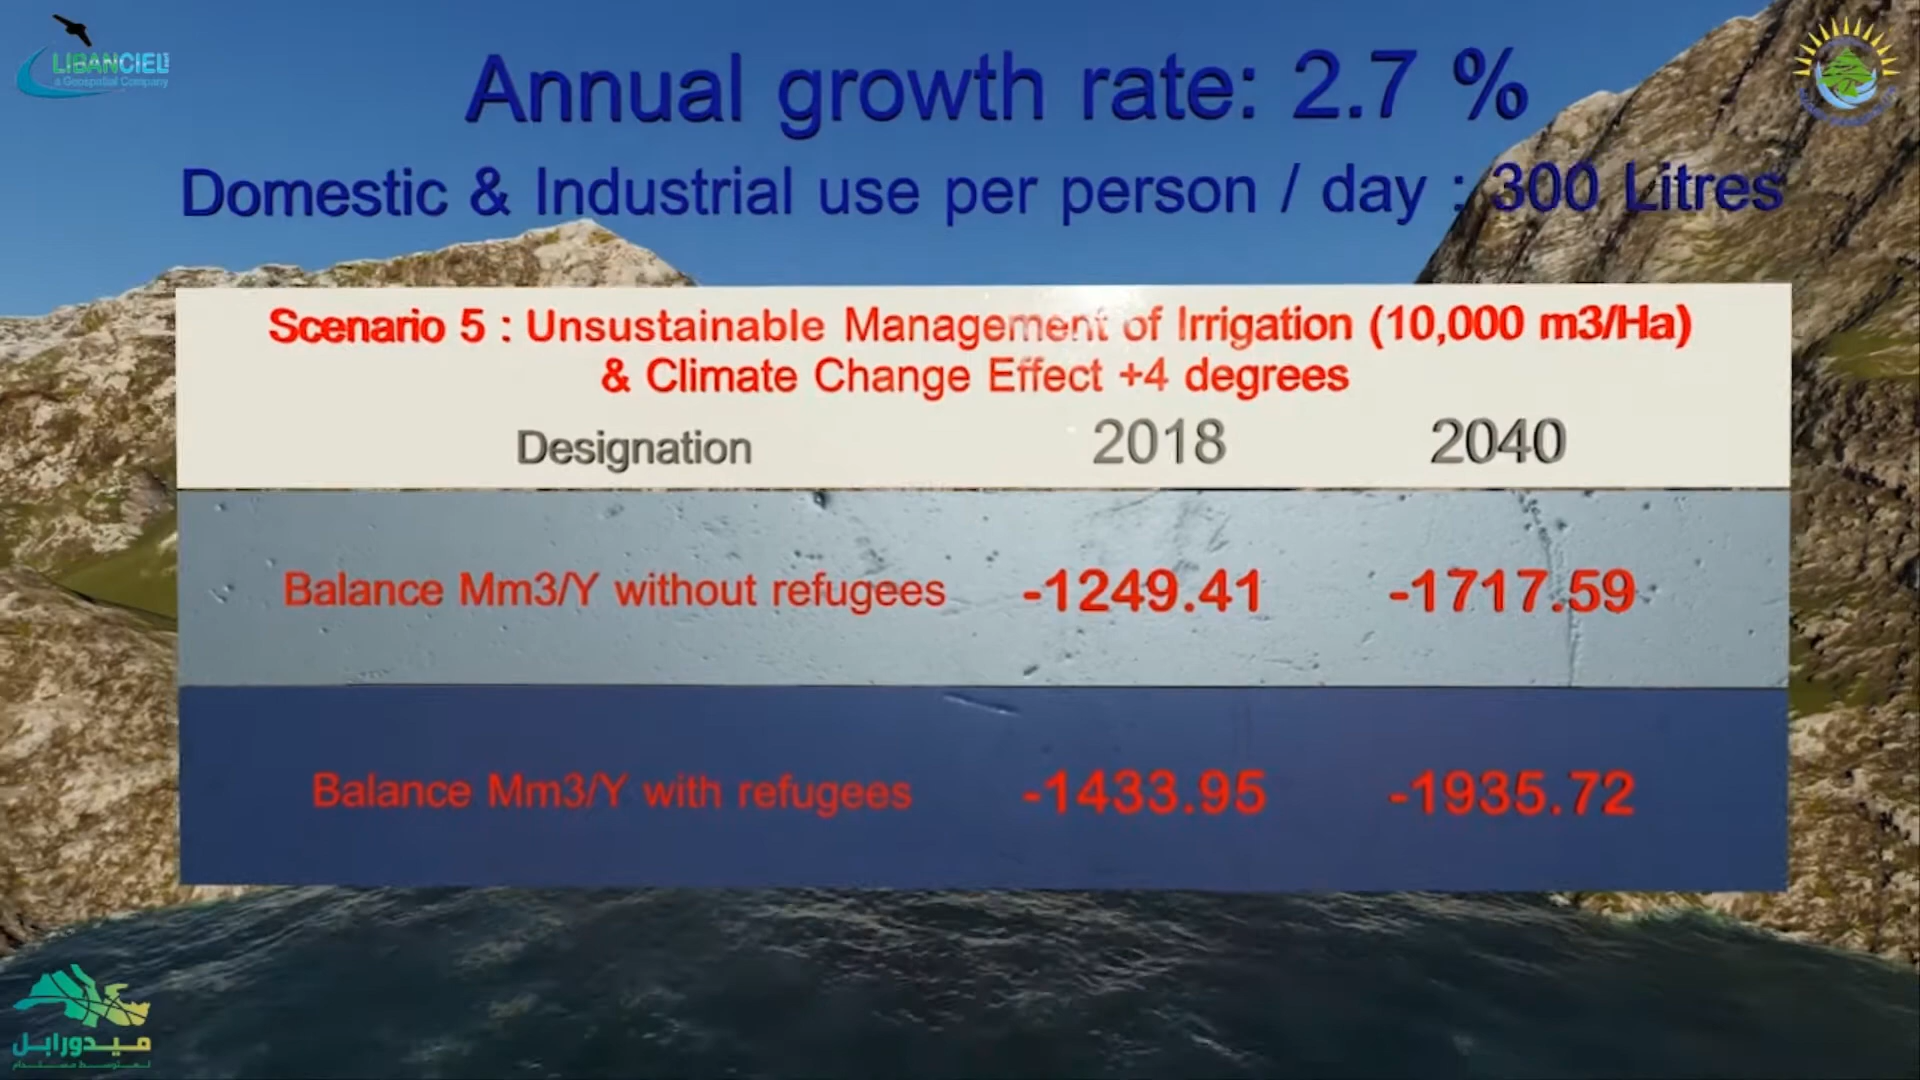 LIBANCIEL
a Geospatial Company
Annual growth rate: 2.7 %
Domestic & Industrial use per person / day : 300 Litres
Scenario 5 : Unsustainable Management of Irrigation (10,000 m3/Ha)
& Climate Change Effect +4 degrees
Designation 2018 2040
Balance Mm3/Y without refugees -1249.41 -1717.59
Balance Mm3/Y with refugees -1433.95 -1935.72
ميدورابل
لمتوسط مستدام